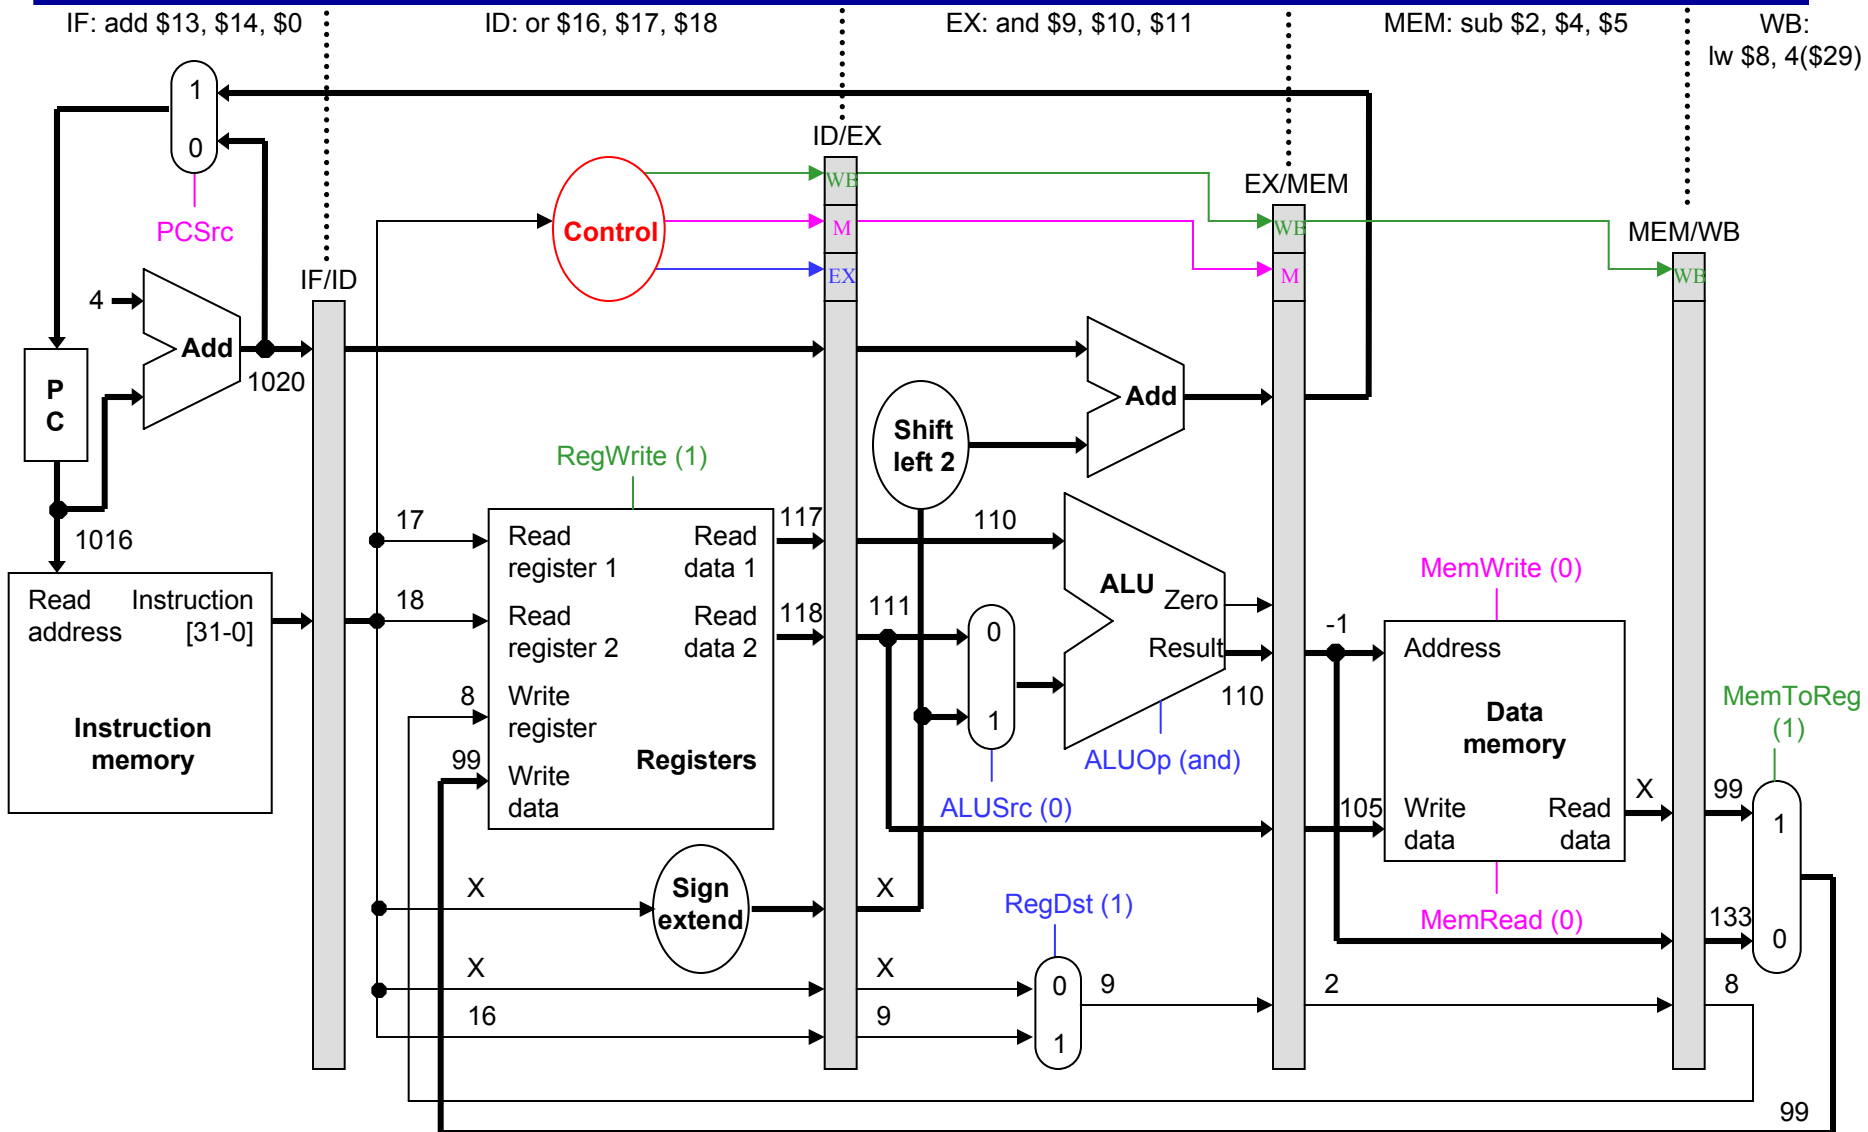 IF: add $13, $14, $0
ID: or $16, $17, $18
EX: and $9, $10, $11
MEM: sub $2, $4, $5
WB:
lw $8, 4($29)
1
0
PCSrc
4
Add
1020
P
C
1016
Read
address
Instruction
[31-0]
Instruction
memory
IF/ID
Control
ID/EX
WB
M
EX
EX/MEM
WB
M
MEM/WB
WB
RegWrite (1)
17
Read
register 1
Read
data 1
117
18
Read
register 2
Read
data 2
118
8
Write
register
99
Write
data
Registers
X
Sign
extend
X
16
Shift
left 2
Add
110
111
0
1
ALUSrc (0)
ALU
Zero
Result
110
ALUOp (and)
X
RegDst (1)
X
9
0
1
9
-1
MemWrite (0)
Address
Data
memory
105
Write
data
Read
data
X
MemRead (0)
2
MemToReg
(1)
99
1
133
0
8
99